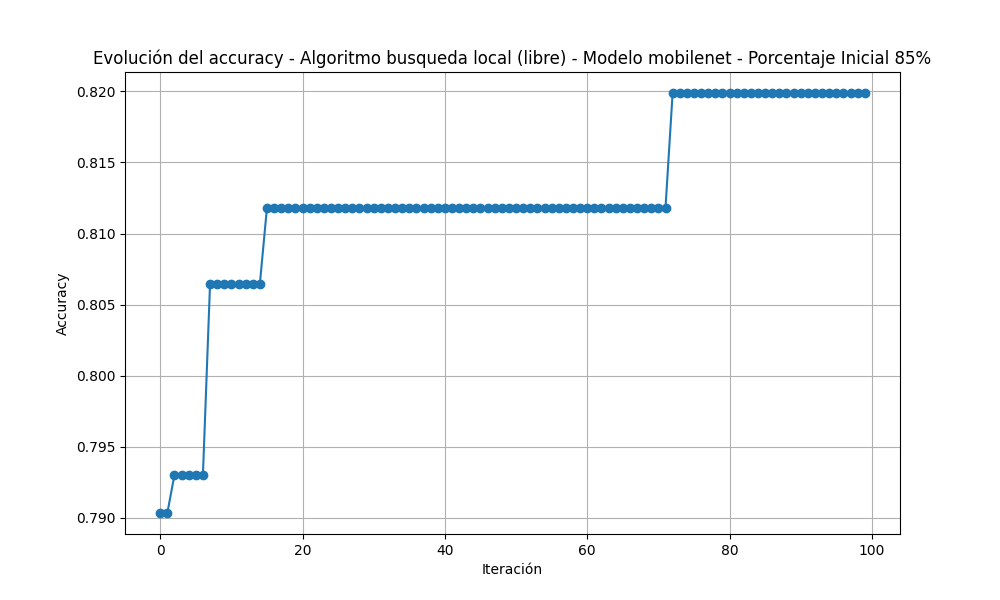 Evolución del accuracy - Algoritmo busqueda local (libre) - Modelo mobilenet - Porcentaje Inicial 85%
0.820
0.815
0.810
0.805
0.800
0.795
0.790
Accuracy
0 20 40 60 80 100
Iteración